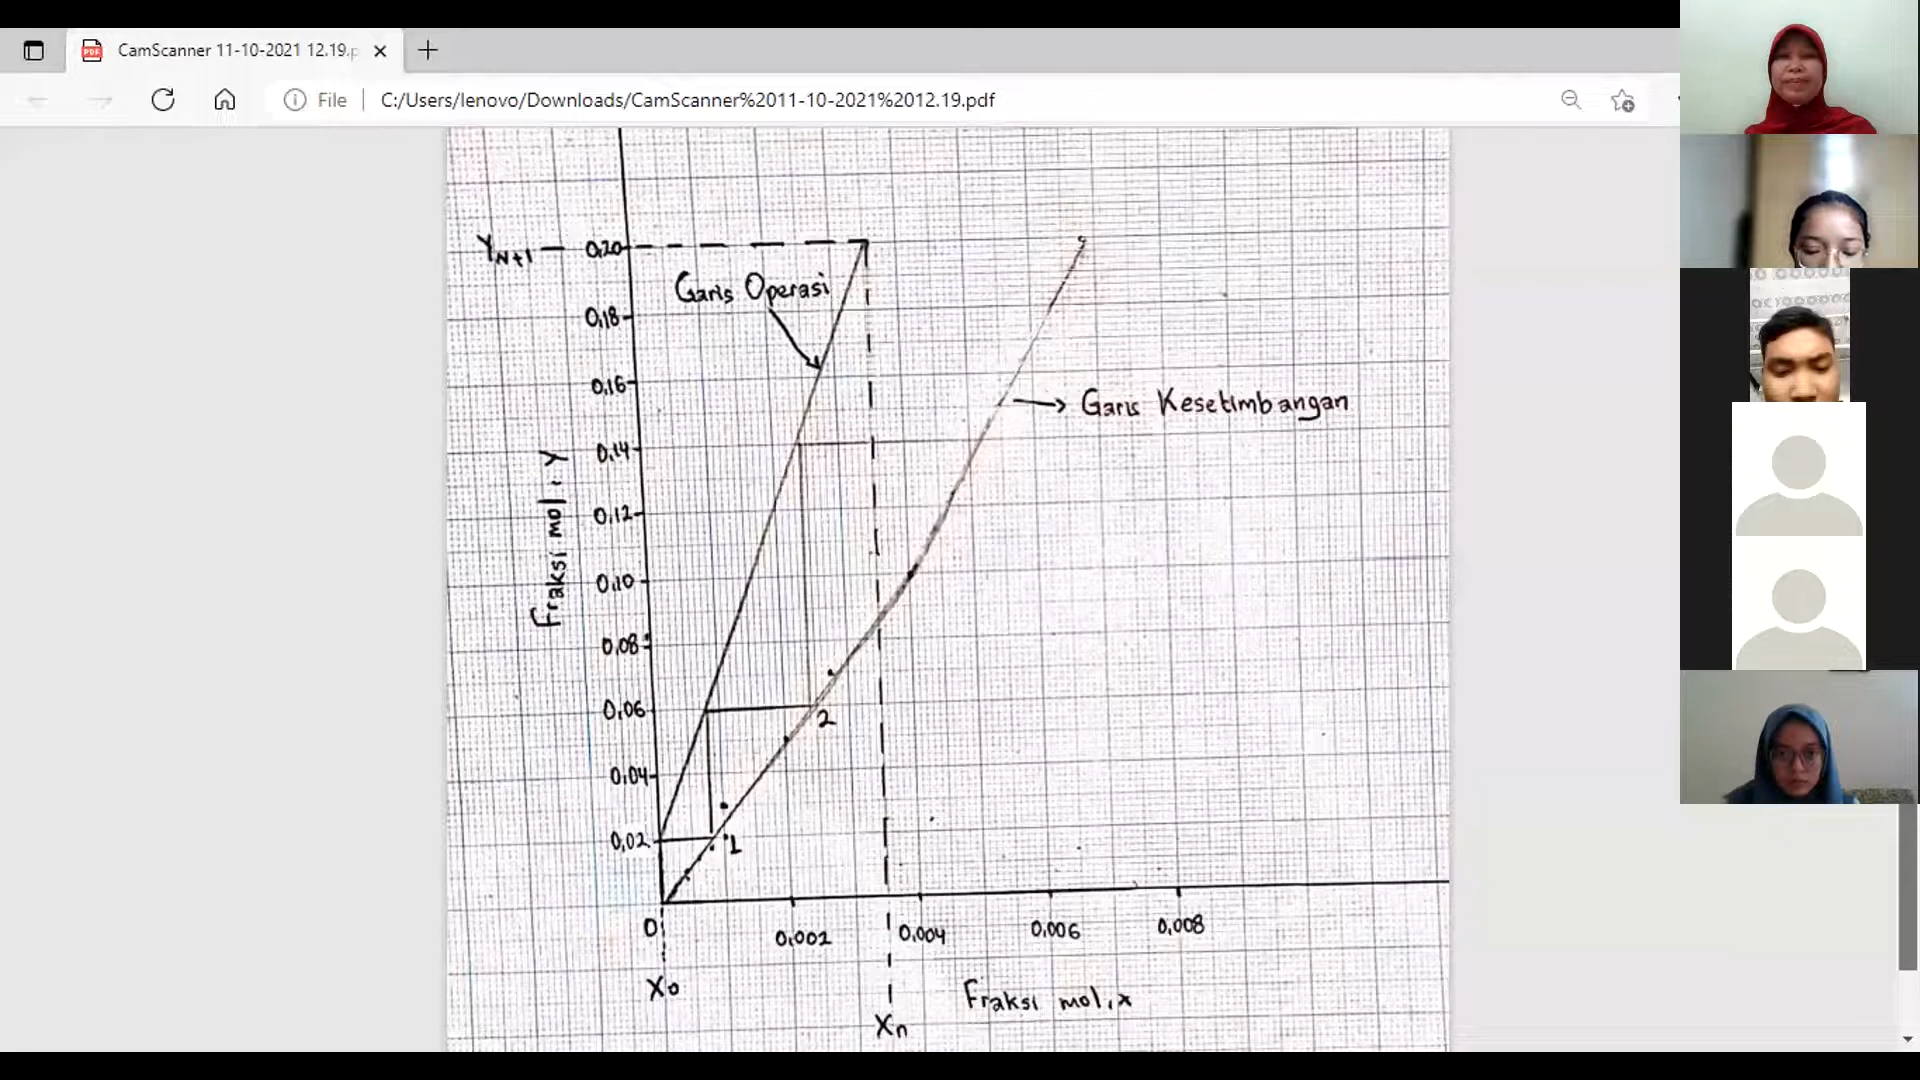 CamScanner 11-10-2021 12.19.p
File
C:/Users/lenovo/Downloads/CamScanner%2011-10-2021%2012.19.pdf
YN+1
0,20
Garis Operasi
0,18
0,16
Garis Kesetimbangan
0,14
0,12
Fraksi mol, Y
0,10
0,08
0,06
2
0,04
0,02
1
0
0,002
0,004
0,006
0,008
X0
Fraksi mol, x
Xn